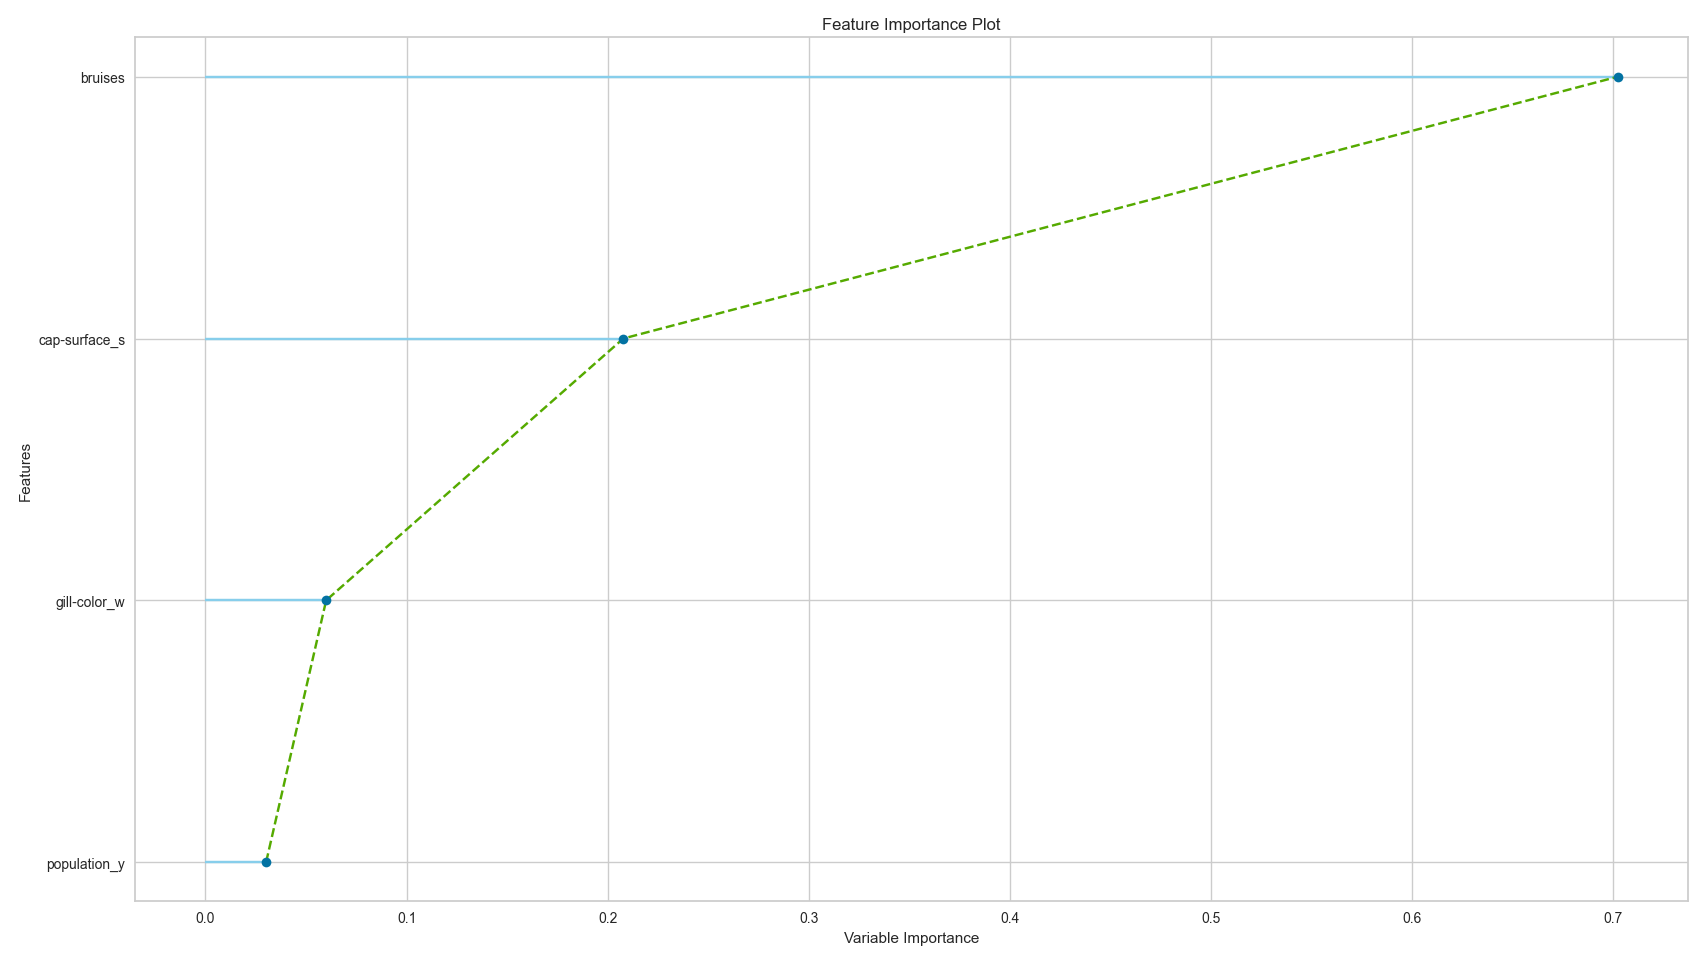 Feature Importance Plot
bruises
cap-surface_s
gill-color_w
population_y
Features
0.0 0.1 0.2 0.3 0.4 0.5 0.6 0.7
Variable Importance